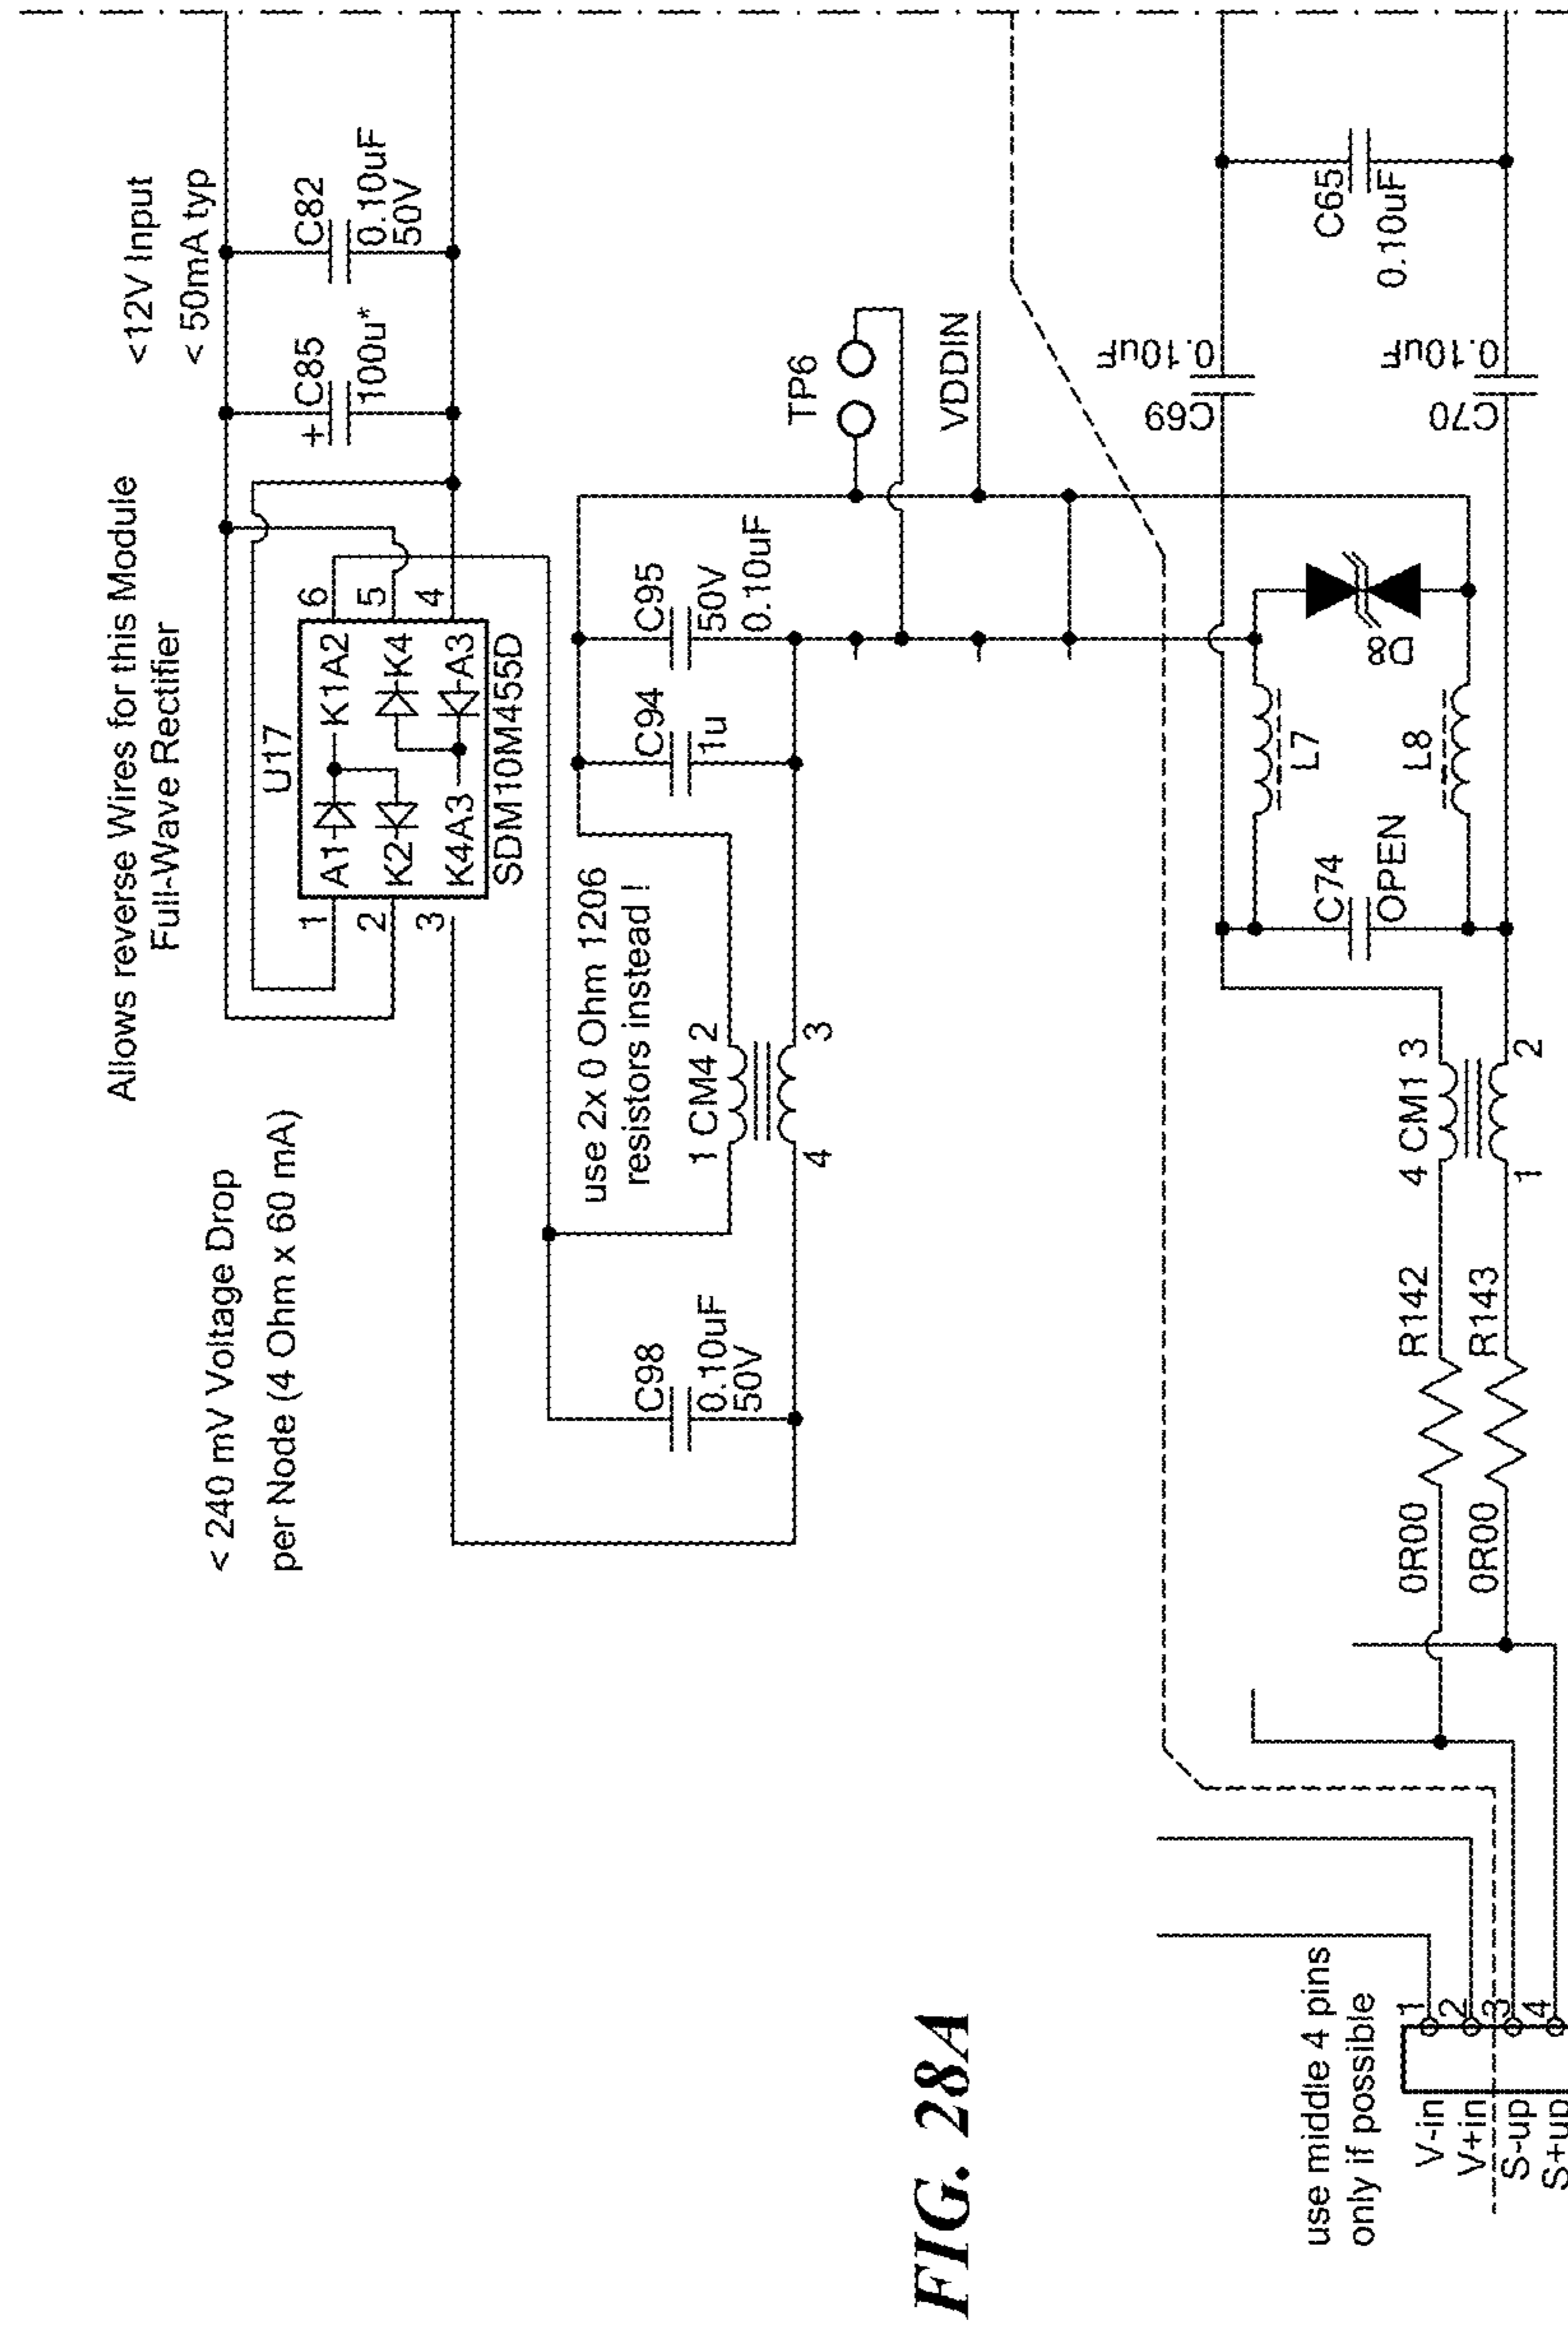 Allows reverse Wires for this Module
Full-Wave Rectifier
<12V Input
< 50mA typ
< 240 mV Voltage Drop
per Node (4 Ohm x 60 mA)
U17
1
A1
K1A2
6
2
K2
K4
5
3
K4A3
A3
4
SDM10M455D
+
C85
100u*
C82
0.10uF
50V
use 2x 0 Ohm 1206
resistors instead !
C98
0.10uF
50V
1 CM4 2
4
3
C94
1u
C95
50V
0.10uF
TP6
VDDIN
FIG. 28A
use middle 4 pins
only if possible
V-in
1
V+in
2
S-up
3
S+up
4
0R00
R142
0R00
R143
4 CM1 3
1
2
C74
OPEN
L7
L8
D8
C69
0.10uF
C70
0.10uF
C65
0.10uF